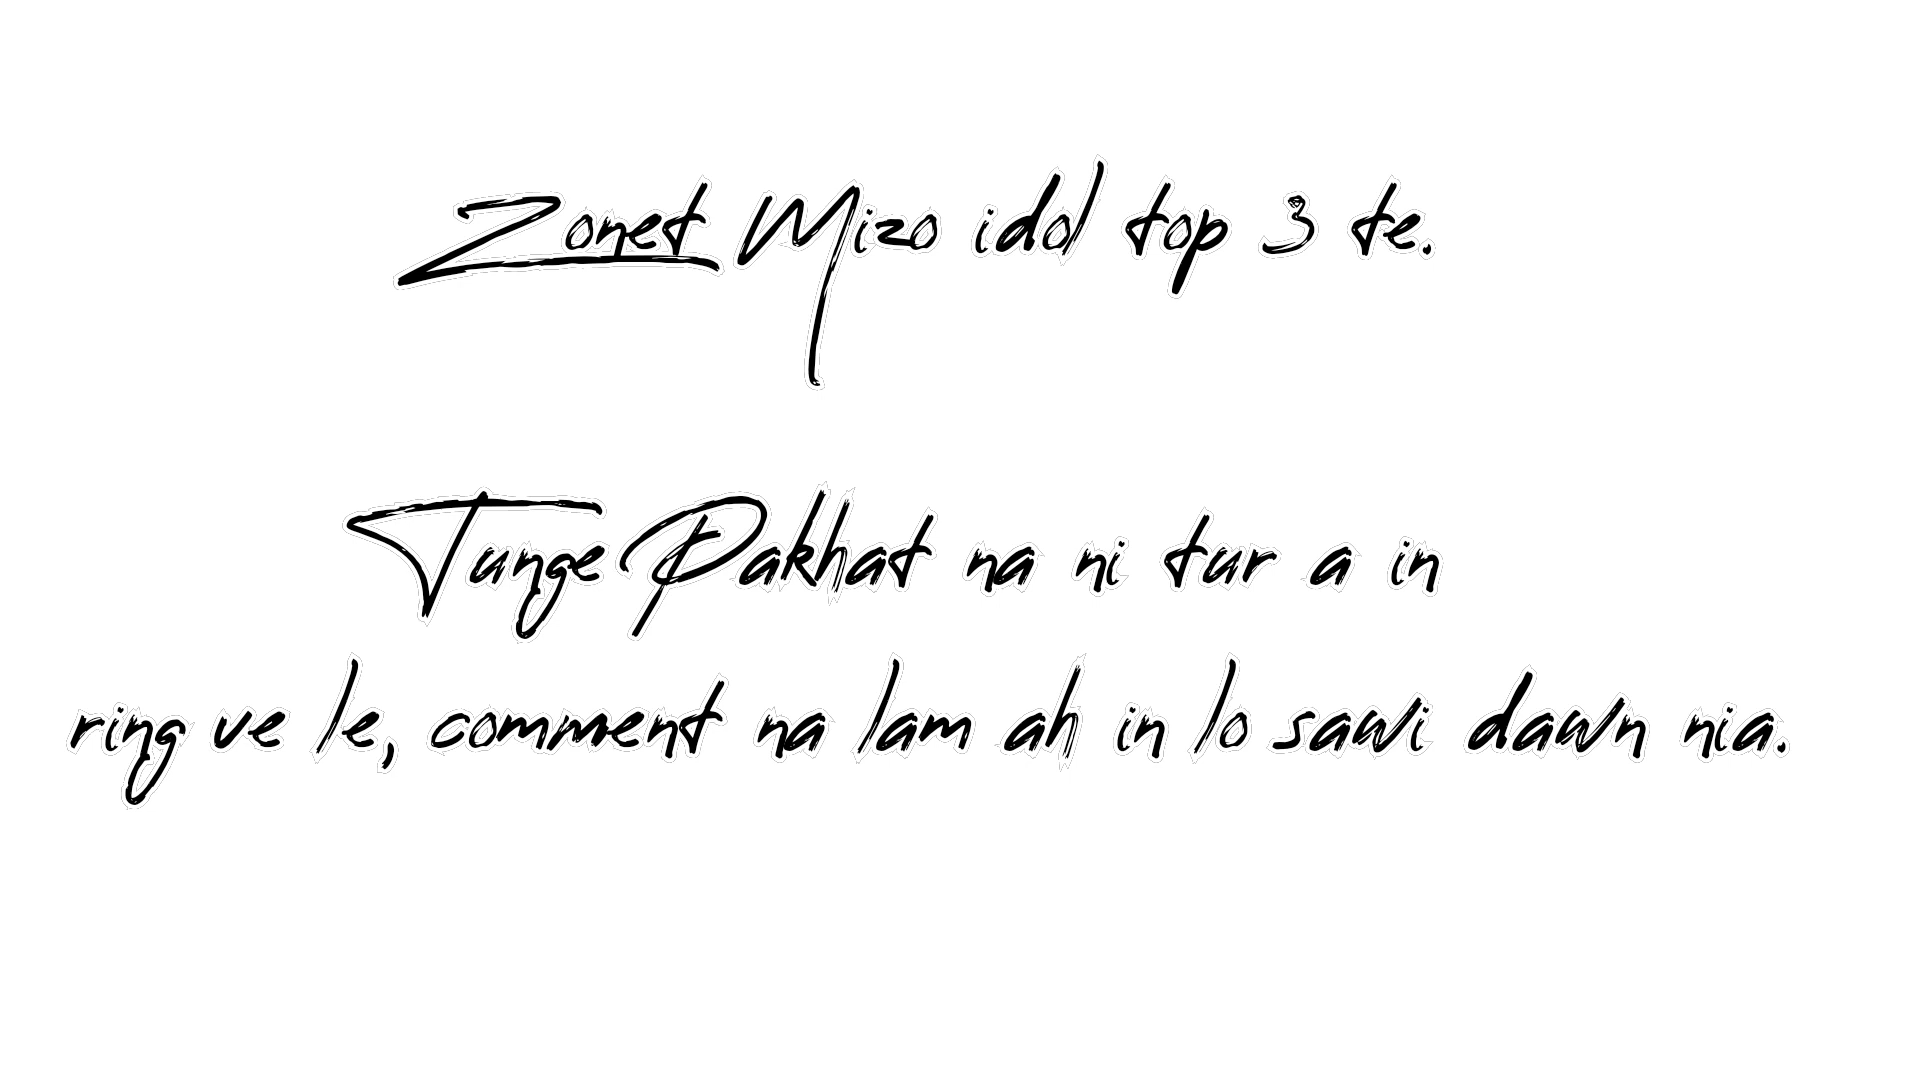 Zonet Mizo idol top 3 te.
Tunge Pakhat na ni tur a in
ring ve le, comment na lam ah in lo sawi dawn nia.